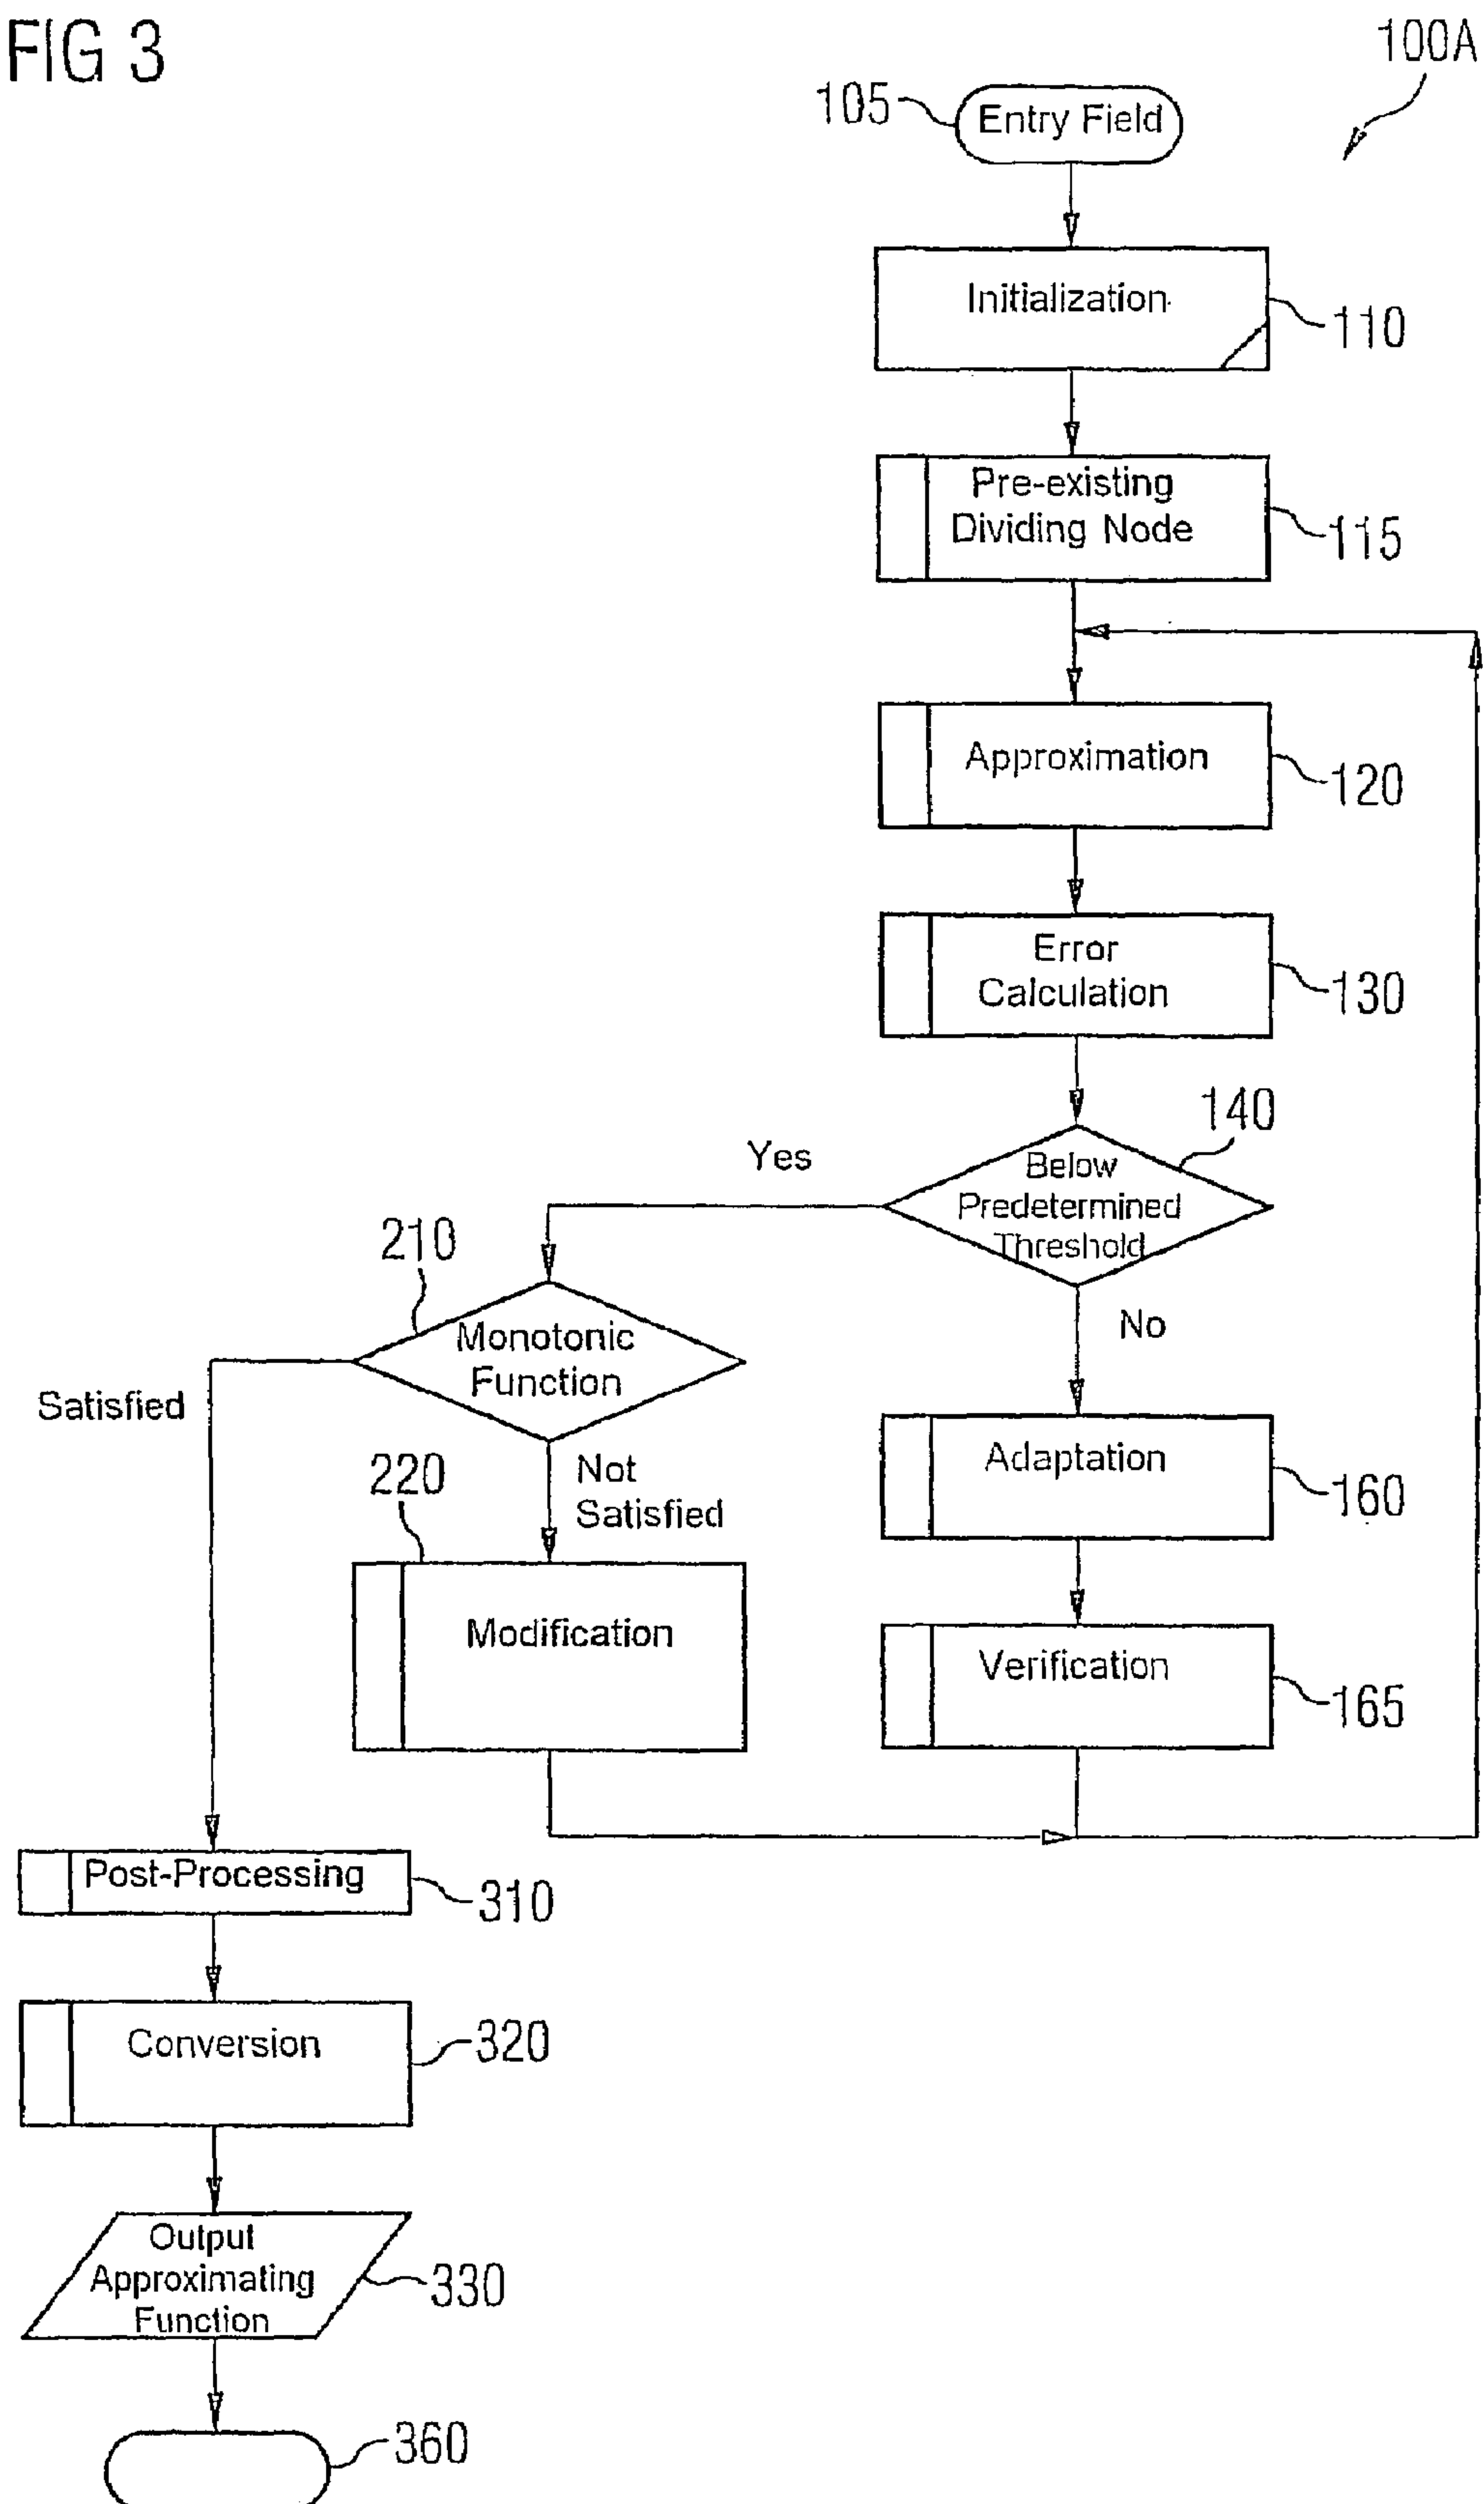 FIG 3
100A
105
Entry Field
Initialization
110
Pre-existing
Dividing Node
115
Approximation
120
Error
Calculation
130
140
Below
Predetermined
Threshold
Yes
No
210
Monotonic
Function
Satisfied
Not
Satisfied
220
Modification
Adaptation
160
Verification
165
Post-Processing
310
Conversion
320
Output
Approximating
Function
330
360